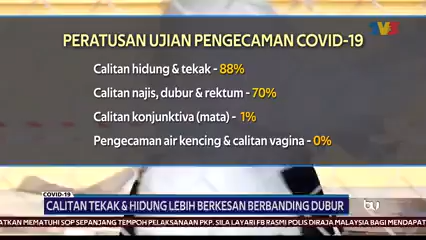 PERATUSAN UJIAN PENGECAMAN COVID-19
Calitan hidung & tekak - 88%
Calitan najis, dubur & rektum - 70%
Calitan konjunktiva (mata) - 1%
Pengecaman air kencing & calitan vagina - 0%
COVID-19
CALITAN TEKAK & HIDUNG LEBIH BERKESAN BERBANDING DUBUR
MEMATUHI SOP SEPANJANG TEMPOH PELAKSANAAN PKP. SILA LAYARI FB RASMI POLIS DIRAJA MALAYSIA BAGI